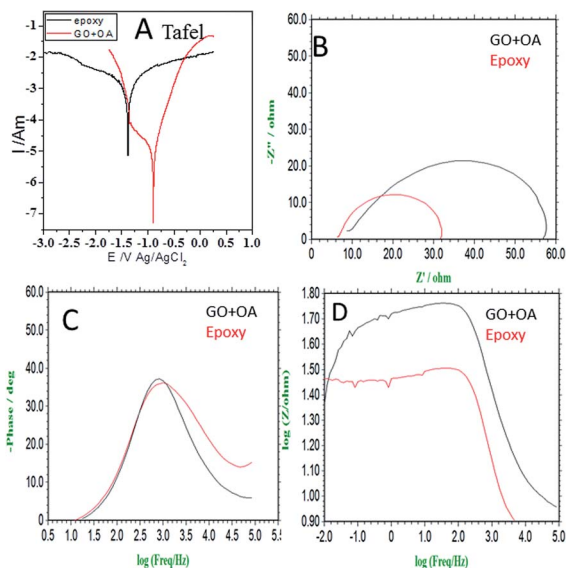 A Tafel
epoxy
GO+OA
-1
-2
-3
-4
-5
-6
-7
I /Am
-3.0 -2.5 -2.0 -1.5 -1.0 -0.5 0.0 0.5 1.0
E /V Ag/AgCl2
B
GO+OA
Epoxy
60.0
50.0
40.0
30.0
20.0
10.0
0
-Z'' / ohm
0 10.0 20.0 30.0 40.0 50.0 60.0
Z' / ohm
C
GO+OA
Epoxy
60.0
50.0
40.0
30.0
20.0
10.0
0
-Phase / deg
0.5 1.0 1.5 2.0 2.5 3.0 3.5 4.0 4.5 5.0 5.5
log (Freq/Hz)
D
GO+OA
Epoxy
1.80
1.70
1.60
1.50
1.40
1.30
1.20
1.10
1.00
0.90
log (Z/ohm)
-2.0 -1.0 0 1.0 2.0 3.0 4.0 5.0
log (Freq/Hz)